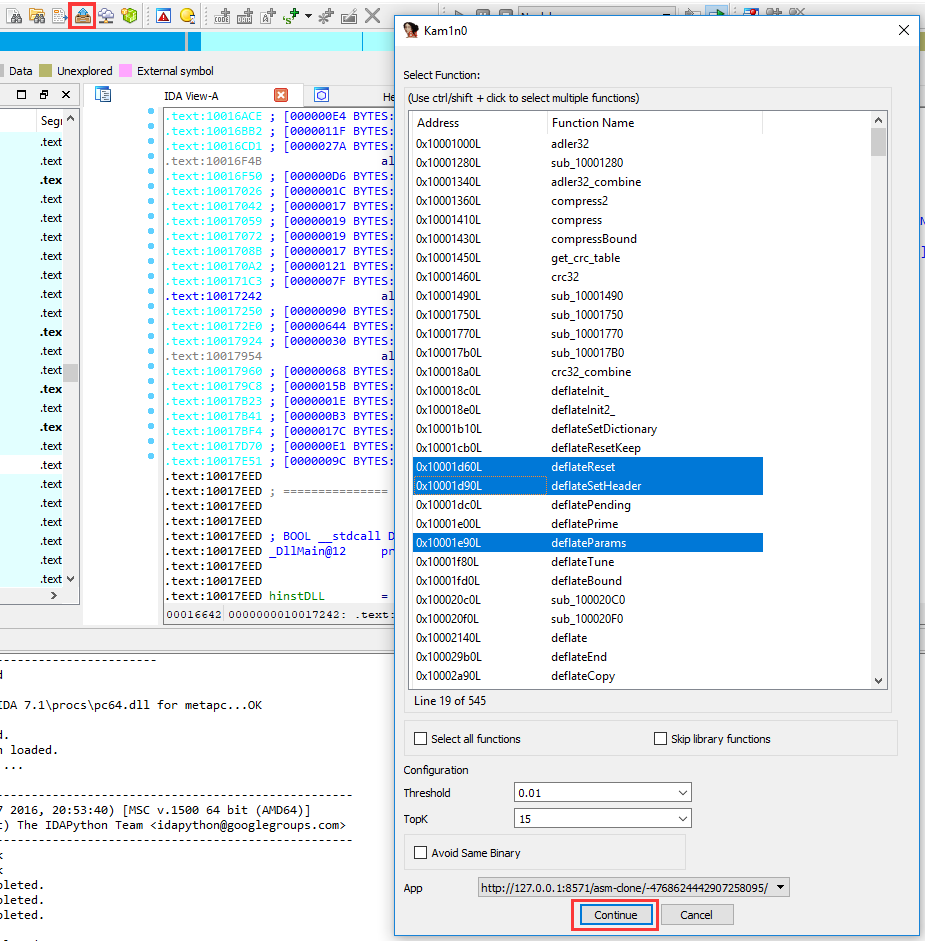 Data
Unexplored
External symbol
IDA View-A
He
Segr
.text
.text
.tex
.text
.text
.text
.text
.text
.text
.text
.tex
.text
.text
.tex
.text
.tex
.text
.text
.text
.text
.text
.text
.text
.text
.text:10016ACE ; [000000E4 BYTES:
.text:10016BB2 ; [0000011F BYTES:
.text:10016CD1 ; [0000027A BYTES:
.text:10016F4B al
.text:10016F50 ; [000000D6 BYTES:
.text:10017026 ; [0000001C BYTES:
.text:10017042 ; [00000017 BYTES:
.text:10017059 ; [00000019 BYTES:
.text:10017072 ; [00000019 BYTES:
.text:1001708B ; [00000017 BYTES:
.text:100170A2 ; [00000121 BYTES:
.text:100171C3 ; [0000007F BYTES:
.text:10017242 al
.text:10017250 ; [00000090 BYTES:
.text:100172E0 ; [00000644 BYTES:
.text:10017924 ; [00000030 BYTES:
.text:10017954 al
.text:10017960 ; [00000068 BYTES:
.text:100179C8 ; [0000015B BYTES:
.text:10017B23 ; [0000001E BYTES:
.text:10017B41 ; [000000B3 BYTES:
.text:10017BF4 ; [0000017C BYTES:
.text:10017D70 ; [000000E1 BYTES:
.text:10017E51 ; [0000009C BYTES:
.text:10017EED
.text:10017EED ; ===============
.text:10017EED
.text:10017EED
.text:10017EED ; BOOL __stdcall D
.text:10017EED _DllMain@12 pr
.text:10017EED
.text:10017EED
.text:10017EED hinstDLL =
00016642 0000000010017242: .text:
d
IDA 7.1\procs\pc64.dll for metapc...OK
d.
n loaded.
...
7 2016, 20:53:40) [MSC v.1500 64 bit (AMD64)]
t) The IDAPython Team <idapython@googlegroups.com>
k
k
pleted.
pleted.
pleted.
Kam1n0
Select Function:
(Use ctrl/shift + click to select multiple functions)
Address Function Name
0x10001000L adler32
0x10001280L sub_10001280
0x10001340L adler32_combine
0x10001360L compress2
0x10001410L compress
0x10001430L compressBound
0x10001450L get_crc_table
0x10001460L crc32
0x10001490L sub_10001490
0x10001750L sub_10001750
0x10001770L sub_10001770
0x100017b0L sub_100017B0
0x100018a0L crc32_combine
0x100018c0L deflateInit_
0x100018e0L deflateInit2_
0x10001b10L deflateSetDictionary
0x10001cb0L deflateResetKeep
0x10001d60L deflateReset
0x10001d90L deflateSetHeader
0x10001dc0L deflatePending
0x10001e00L deflatePrime
0x10001e90L deflateParams
0x10001f80L deflateTune
0x10001fd0L deflateBound
0x100020c0L sub_100020C0
0x100020f0L sub_100020F0
0x10002140L deflate
0x100029b0L deflateEnd
0x10002a90L deflateCopy
Line 19 of 545
Select all functions
Skip library functions
Configuration
Threshold 0.01
TopK 15
Avoid Same Binary
App http://127.0.0.1:8571/asm-clone/-4768624442907258095/
Continue Cancel